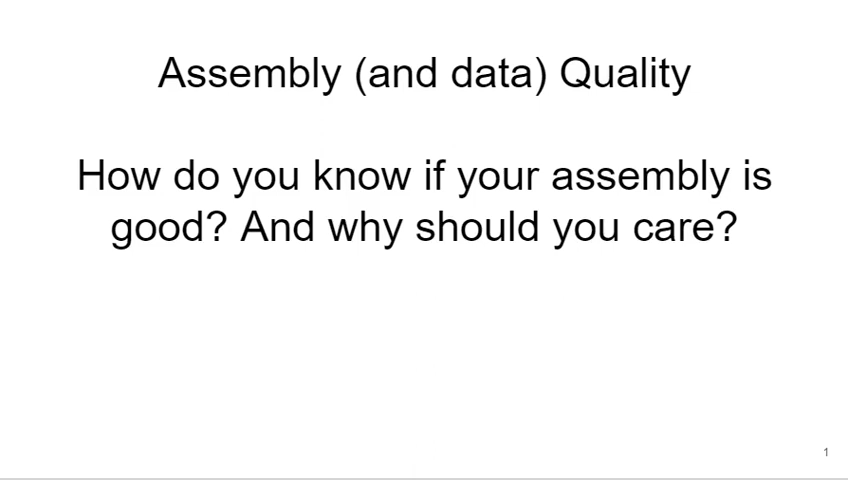 Assembly (and data) Quality
How do you know if your assembly is
good? And why should you care?
1